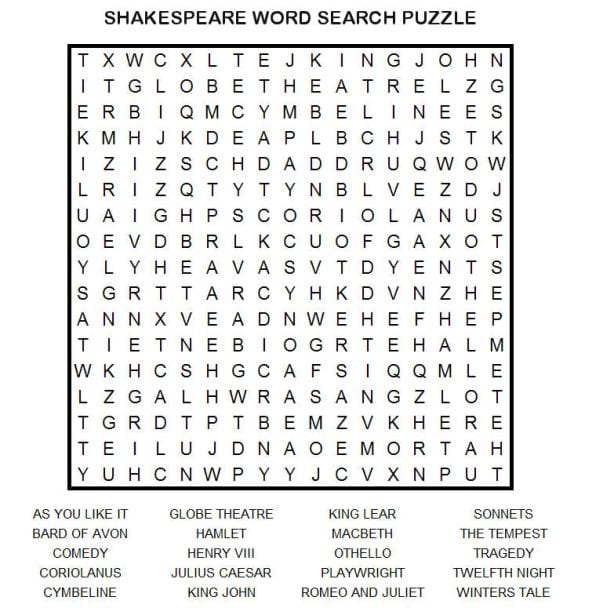 SHAKESPEARE WORD SEARCH PUZZLE
T X W C X L T E J K I N G J O H N
I T G L O B E T H E A T R E L Z G
E R B I Q M C Y M B E L I N E E S
K M H J K D E A P L B C H J S T K
I Z I Z S C H D A D D R U Q W O W
L R I Z Q T Y T Y N B L V E Z D J
U A I G H P S C O R I O L A N U S
O E V D B R L K C U O F G A X O T
Y L Y H E A V A S V T D Y E N T S
S G R T T A R C Y H K D V N Z H E
A N N X V E A D N W E H E F H E P
T I E T N E B I O G R T E H A L M
W K H C S H G C A F S I Q Q M L E
L Z G A L H W R A S A N G Z L O T
T G R D T P T B E M Z V K H E R E
T E I L U J D N A O E M O R T A H
Y U H C N W P Y Y J C V X N P U T
AS YOU LIKE IT GLOBE THEATRE KING LEAR SONNETS
BARD OF AVON HAMLET MACBETH THE TEMPEST
COMEDY HENRY VIII OTHELLO TRAGEDY
CORIOLANUS JULIUS CAESAR PLAYWRIGHT TWELFTH NIGHT
CYMBELINE KING JOHN ROMEO AND JULIET WINTERS TALE